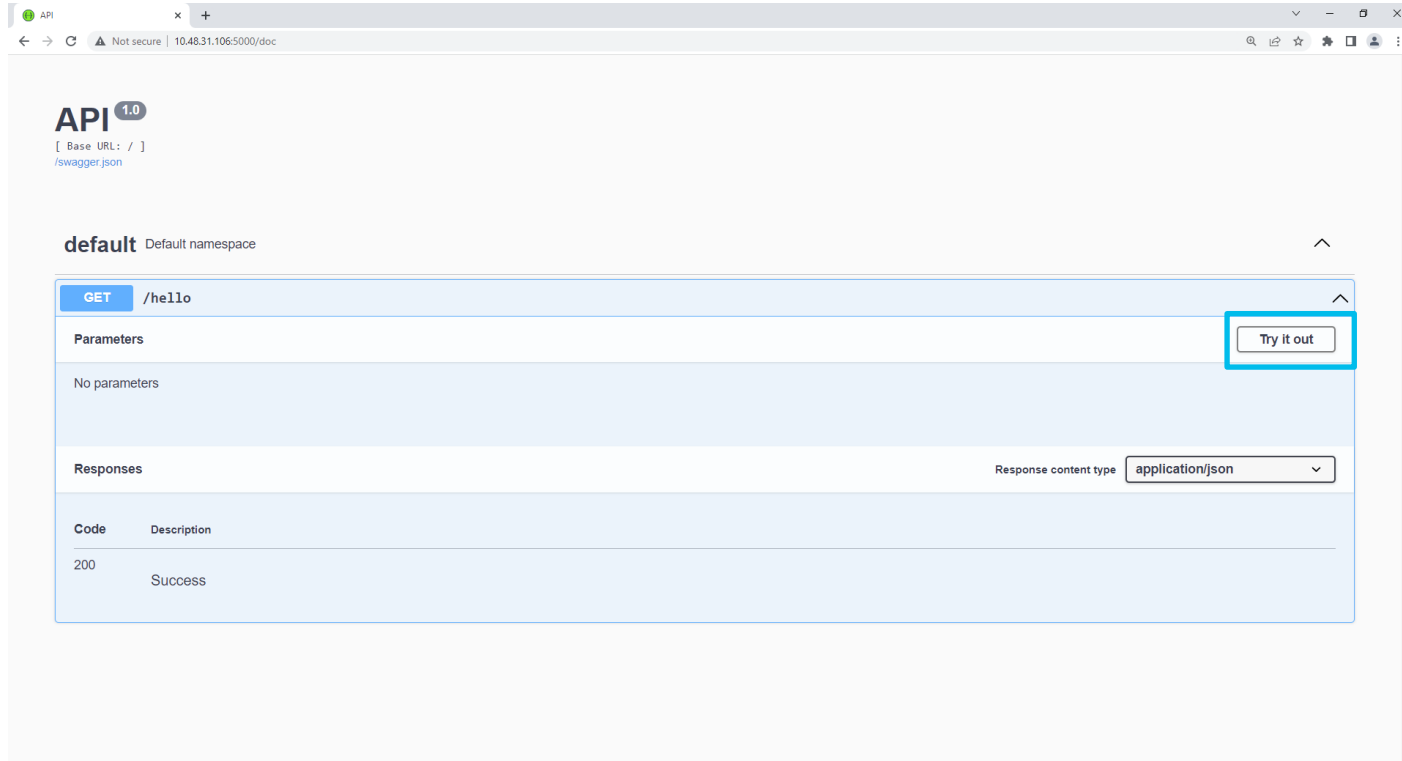 API
Not secure | 10.48.31.106:5000/doc
API 1.0
[ Base URL: / ]
/swagger.json
default Default namespace
GET /hello
Parameters Try it out
No parameters
Responses Response content type application/json
Code Description
200
Success